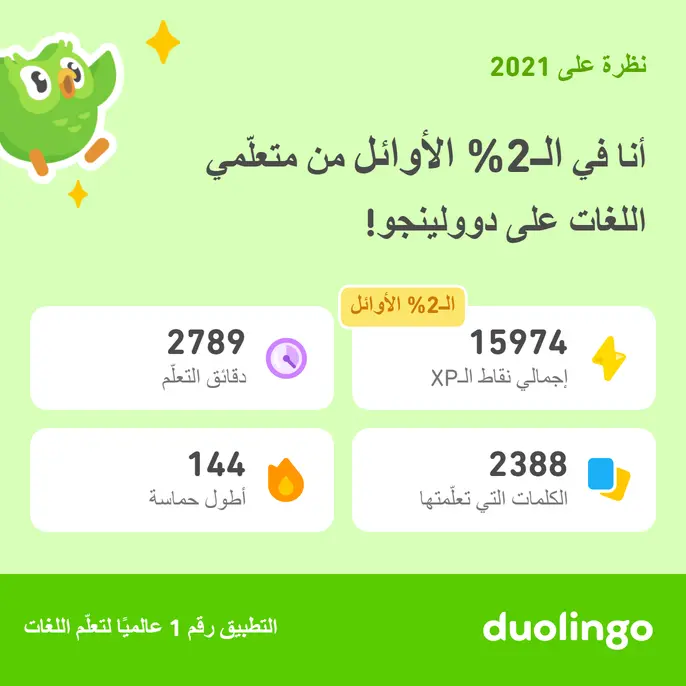 نظرة على 2021
أنا في الـ2% الأوائل من متعلّمي
اللغات على دوولينجو!
الـ2% الأوائل
15974
إجمالي نقاط الـXP
2789
دقائق التعلّم
2388
الكلمات التي تعلّمتها
144
أطول حماسة
duolingo
التطبيق رقم 1 عالميًا لتعلّم اللغات